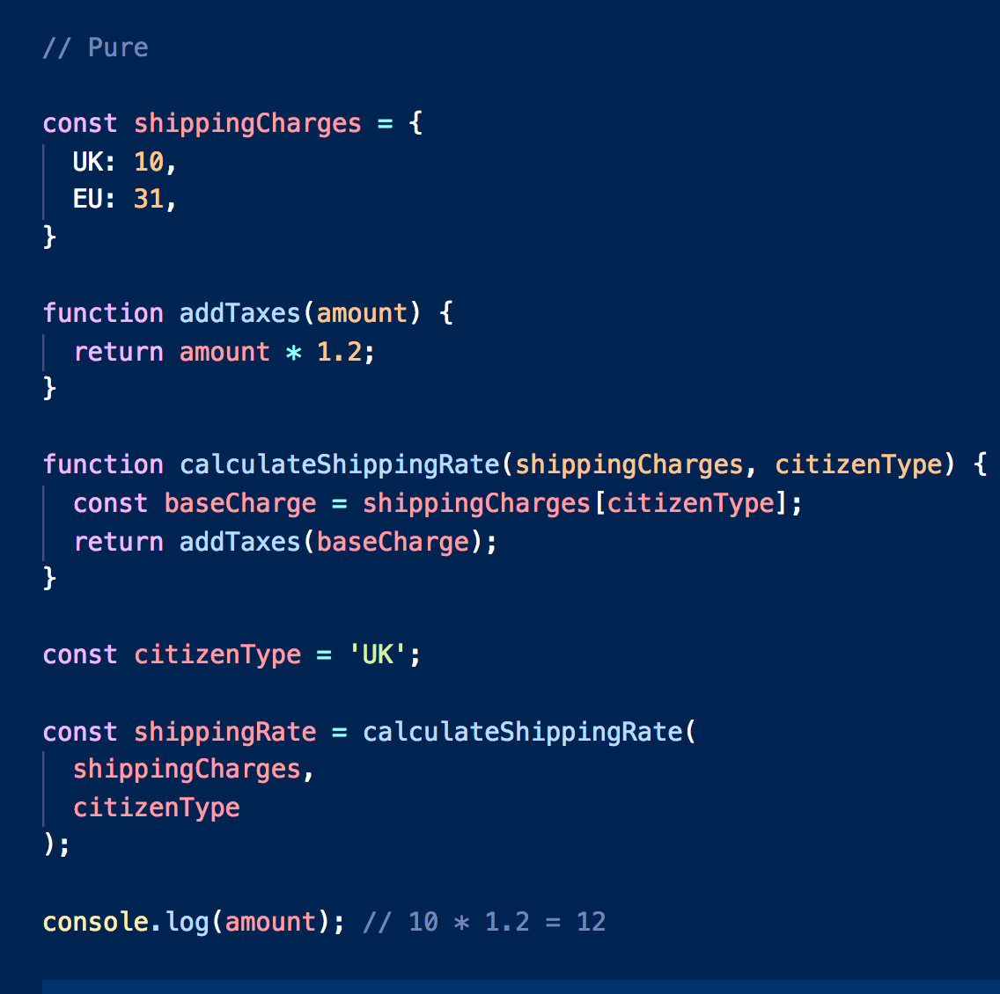 // Pure
const shippingCharges = {
UK: 10,
EU: 31,
}
function addTaxes(amount) {
return amount * 1.2;
}
function calculateShippingRate(shippingCharges, citizenType) {
const baseCharge = shippingCharges[citizenType];
return addTaxes(baseCharge);
}
const citizenType = 'UK';
const shippingRate = calculateShippingRate(
shippingCharges,
citizenType
);
console.log(amount); // 10 * 1.2 = 12